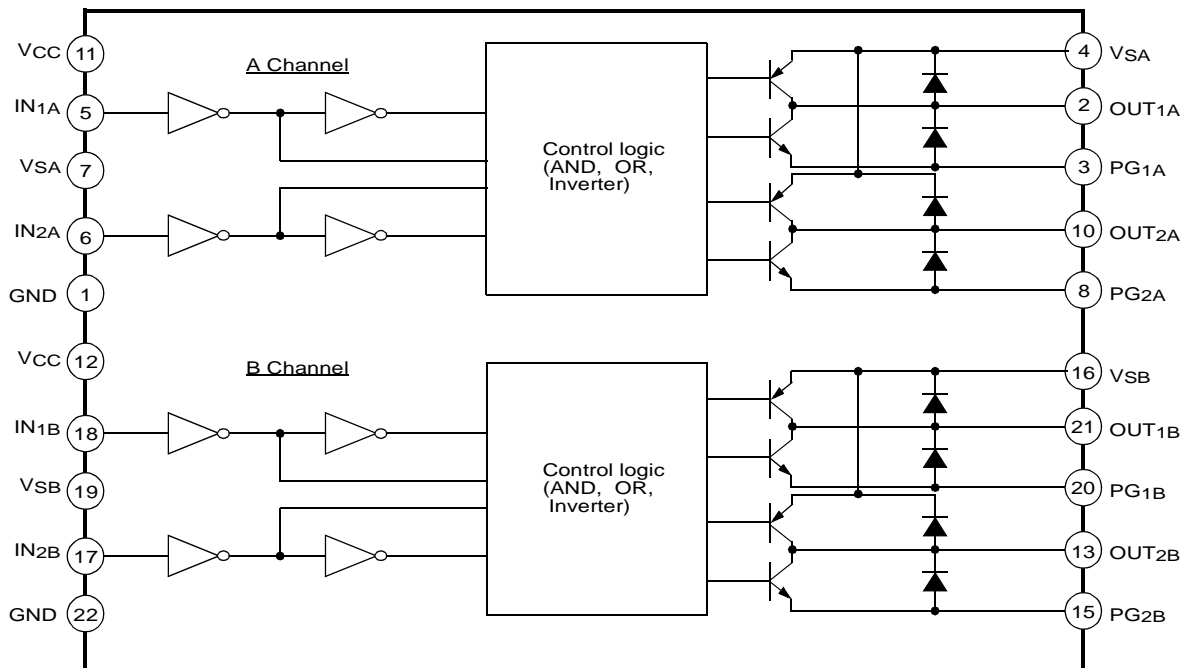 VCC 11
A Channel
4 VSA
IN1A 5
2 OUT1A
VSA 7
Control logic
(AND, OR,
Inverter)
3 PG1A
IN2A 6
10 OUT2A
GND 1
8 PG2A
VCC 12
B Channel
16 VSB
IN1B 18
21 OUT1B
VSB 19
Control logic
(AND, OR,
Inverter)
20 PG1B
IN2B 17
13 OUT2B
GND 22
15 PG2B